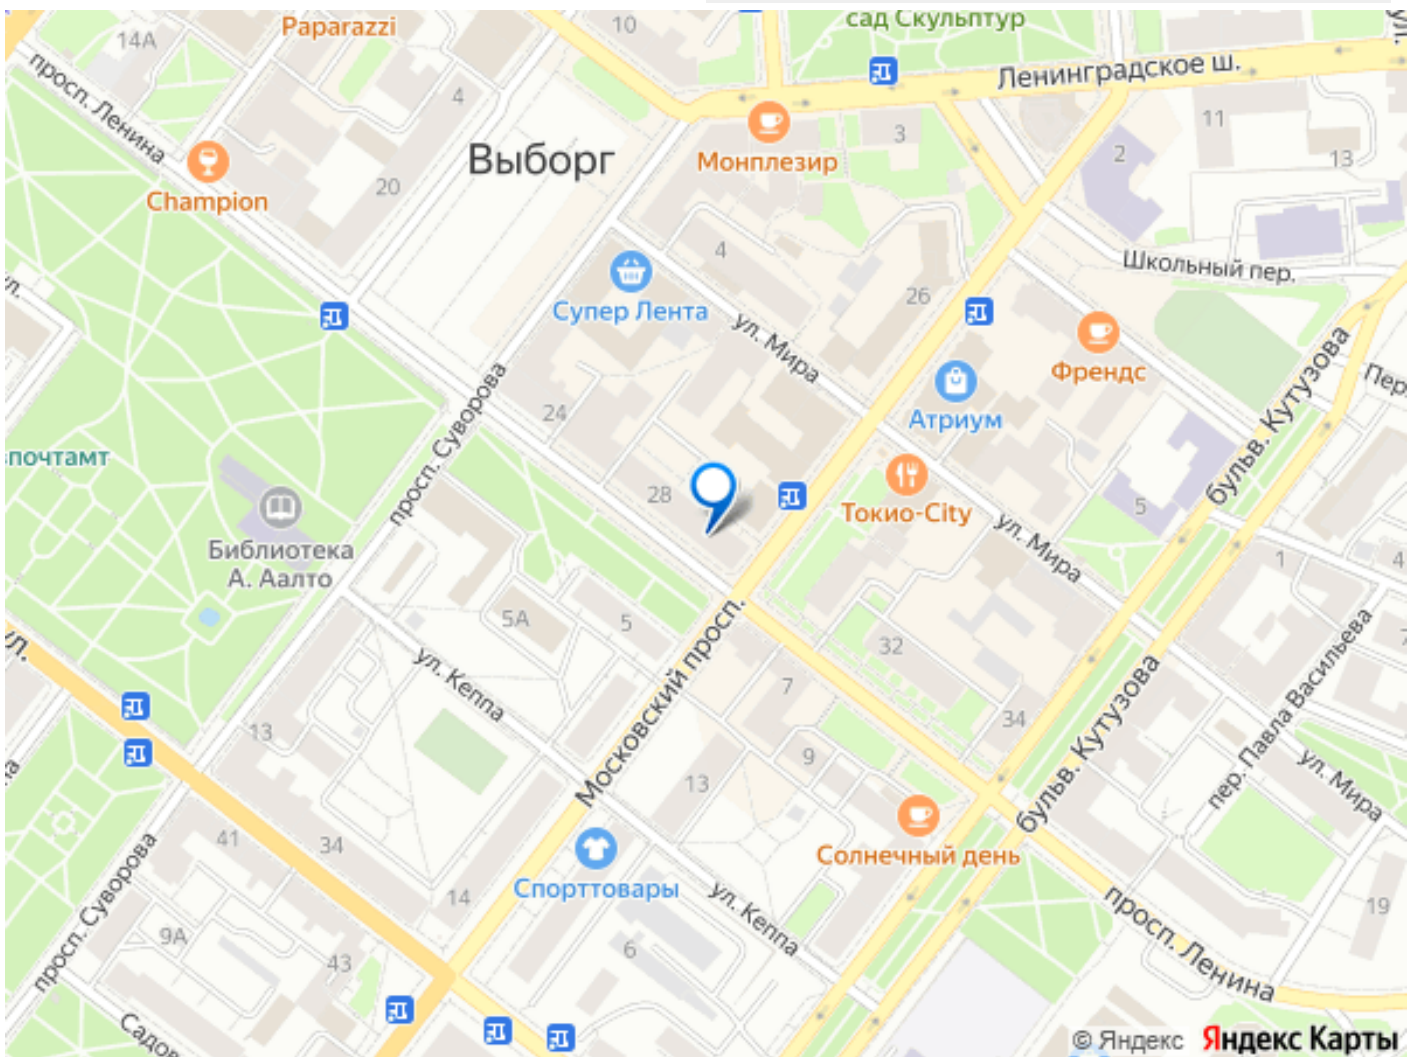 сад Скульптур
10
Paparazzi
14А
Ленинградское ш.
просп. Ленина
4
11
Монплезир
3
2
13
Выборг
20
Champion
4
Школьный пер.
Супер Лента
26
ул. Мира
Френдс
бульв. Кутузова
Пер.
Атриум
24
просп. Суворова
почтамт
28
Токио-City
5
Библиотека
А. Аалто
ул. Мира
1
4
5А
5
ул.
32
ул. Кеппа
Московский просп.
7
пер. Павла Васильева
7
13
34
бульв. Кутузова
9
13
ул. Мира
41
34
Солнечный день
Спорттовары
просп. Суворова
14
ул. Кеппа
просп. Ленина
19
9А
43
6
Садов
© Яндекс Яндекс Карты